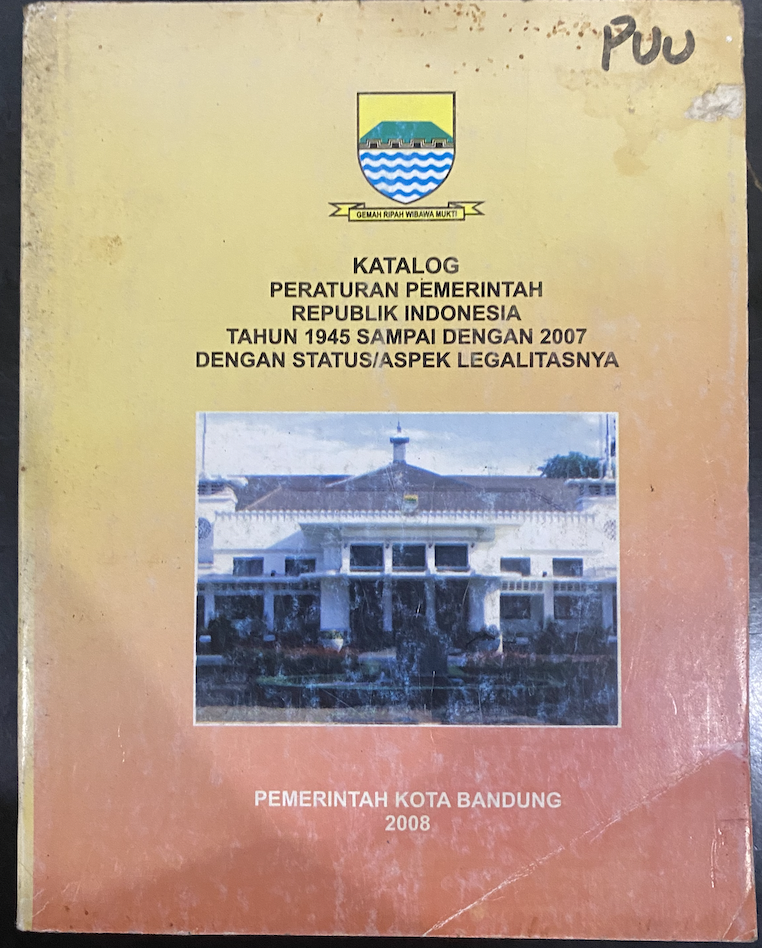 PUU
GEMAH RIPAH WIBAWA MUKTI
KATALOG
PERATURAN PEMERINTAH
REPUBLIK INDONESIA
TAHUN 1945 SAMPAI DENGAN 2007
DENGAN STATUS/ASPEK LEGALITASNYA
PEMERINTAH KOTA BANDUNG
2008